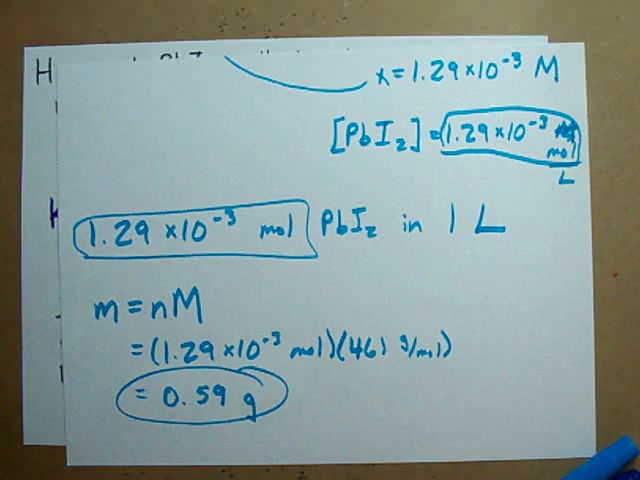 H
x = 1.29 × 10⁻³ M
[PbI₂] = 1.29 × 10⁻³ mol
L
1.29 × 10⁻³ mol PbI₂ in 1 L
m = nM
= (1.29 × 10⁻³ mol)(461 g/mol)
= 0.59 g